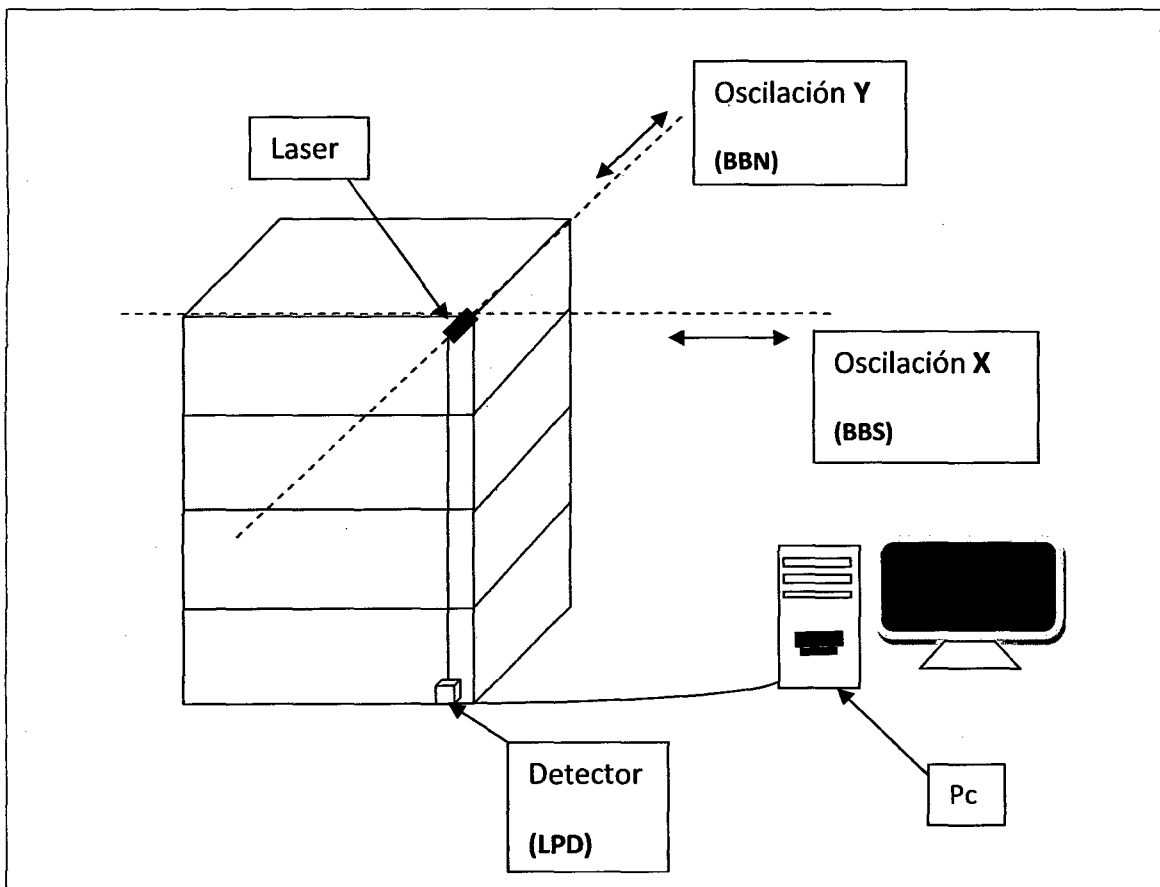 Oscilación Y
(BBN)
Laser
Oscilación X
(BBS)
Detector
(LPD)
Pc